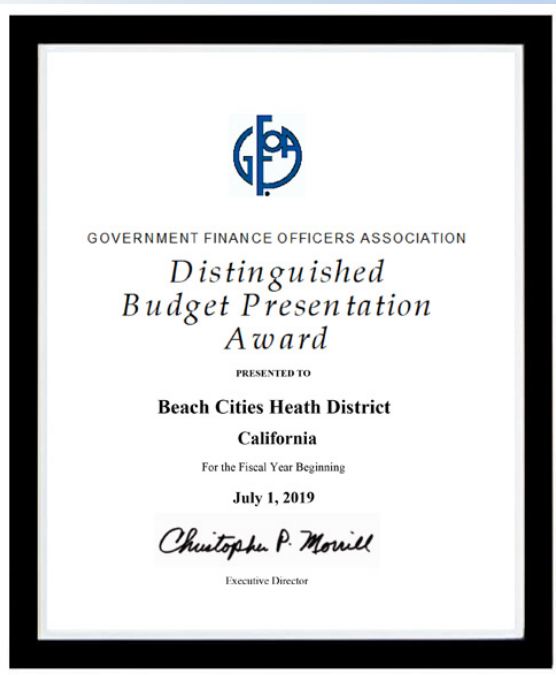 GFOA
GOVERNMENT FINANCE OFFICERS ASSOCIATION
Distinguished
Budget Presentation
Award
PRESENTED TO
Beach Cities Heath District
California
For the Fiscal Year Beginning
July 1, 2019
Christopher P. Morrill
Executive Director